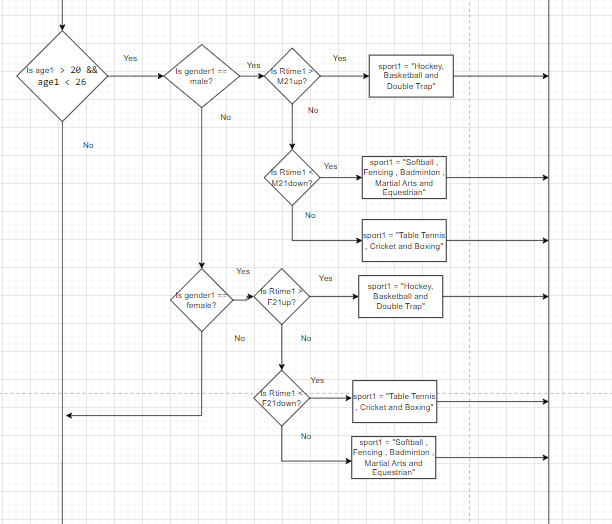 Yes
Is age1 > 20 &&
age1 < 26
Is gender1 ==
male?
Yes
Is Rtime1 >
M21up?
Yes
sport1 = "Hockey,
Basketball and
Double Trap"
No
No
No
Is Rtime1 <
M21down?
Yes
sport1 = "Softball ,
Fencing , Badminton ,
Martial Arts and
Equestrian"
No
sport1 = "Table Tennis
, Cricket and Boxing"
Is gender1 ==
female?
Yes
Is Rtime1 >
F21up?
Yes
sport1 = "Hockey,
Basketball and
Double Trap"
No
No
Is Rtime1 <
F21down?
Yes
sport1 = "Table Tennis
, Cricket and Boxing"
No
sport1 = "Softball ,
Fencing , Badminton ,
Martial Arts and
Equestrian"